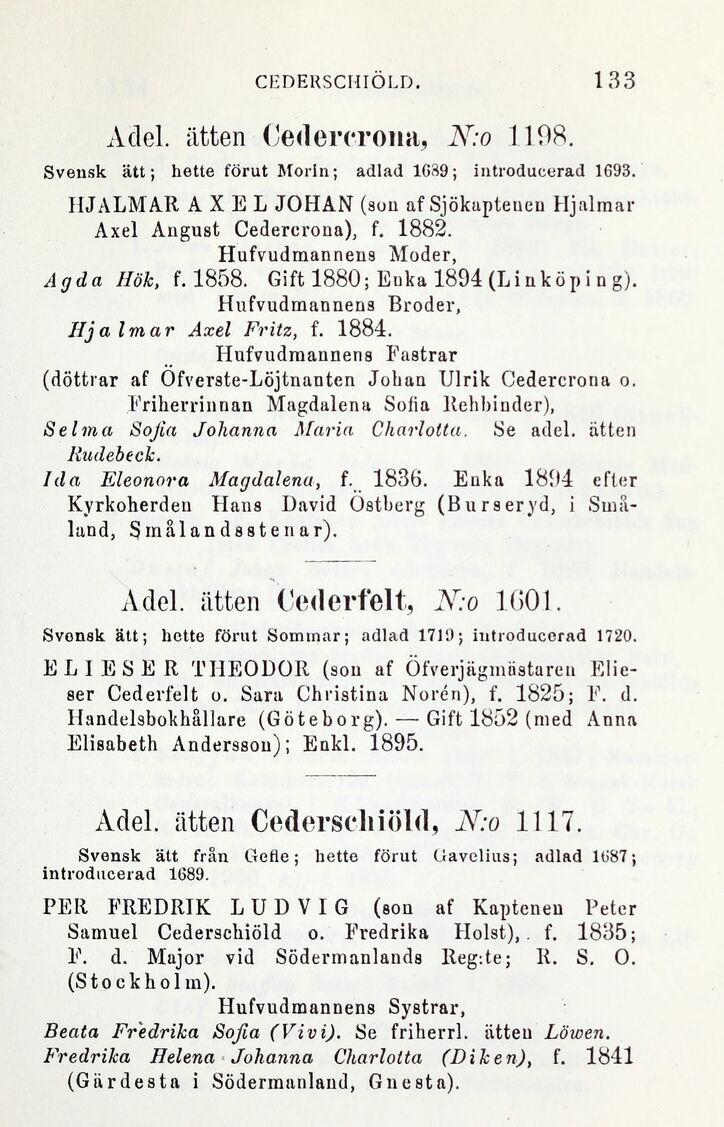 CEDERSCHIÖLD. 133
Adel. ätten Cedercrona, N:o 1198.
Svensk ätt; hette förut Morin; adlad 1689; introducerad 1693.
HJALMAR A X E L JOHAN (son af Sjökaptenen Hjalmar
Axel August Cedercrona), f. 1882.
Hufvudmannens Moder,
Agda Hök, f. 1858. Gift 1880; Enka 1894 (Linköping).
Hufvudmannens Broder,
Hjalmar Axel Fritz, f. 1884.
Hufvudmannens Fastrar
(döttrar af Öfverste-Löjtnanten Johan Ulrik Cedercrona o.
Friherrinnan Magdalena Sofia Rehbinder),
Selma Sofia Johanna Maria Charlotta. Se adel. ätten
Rudebeck.
Ida Eleonora Magdalena, f. 1836. Enka 1894 efter
Kyrkoherden Hans David Östberg (Burseryd, i Små-
land, Smålandsstenar).
Adel. ätten Cederfelt, N:o 1601.
Svensk ätt; hette förut Sommar; adlad 1719; introducerad 1720.
E L I E S E R THEODOR (son af Öfverjägmästaren Elie-
ser Cederfelt o. Sara Christina Norén), f. 1825; F. d.
Handelsbokhållare (Göteborg). — Gift 1852 (med Anna
Elisabeth Andersson); Enkl. 1895.
Adel. ätten Cederschiöld, N:o 1117.
Svensk ätt från Gefle; hette förut Gavelius; adlad 1687;
introducerad 1689.
PER FREDRIK L U D V I G (son af Kaptenen Peter
Samuel Cederschiöld o. Fredrika Holst), f. 1835;
F. d. Major vid Södermanlands Reg:te; R. S. O.
(Stockholm).
Hufvudmannens Systrar,
Beata Fredrika Sofia (Vivi). Se friherrl. ätten Löwen.
Fredrika Helena Johanna Charlotta (Diken), f. 1841
(Gärdesta i Södermanland, Gnesta).